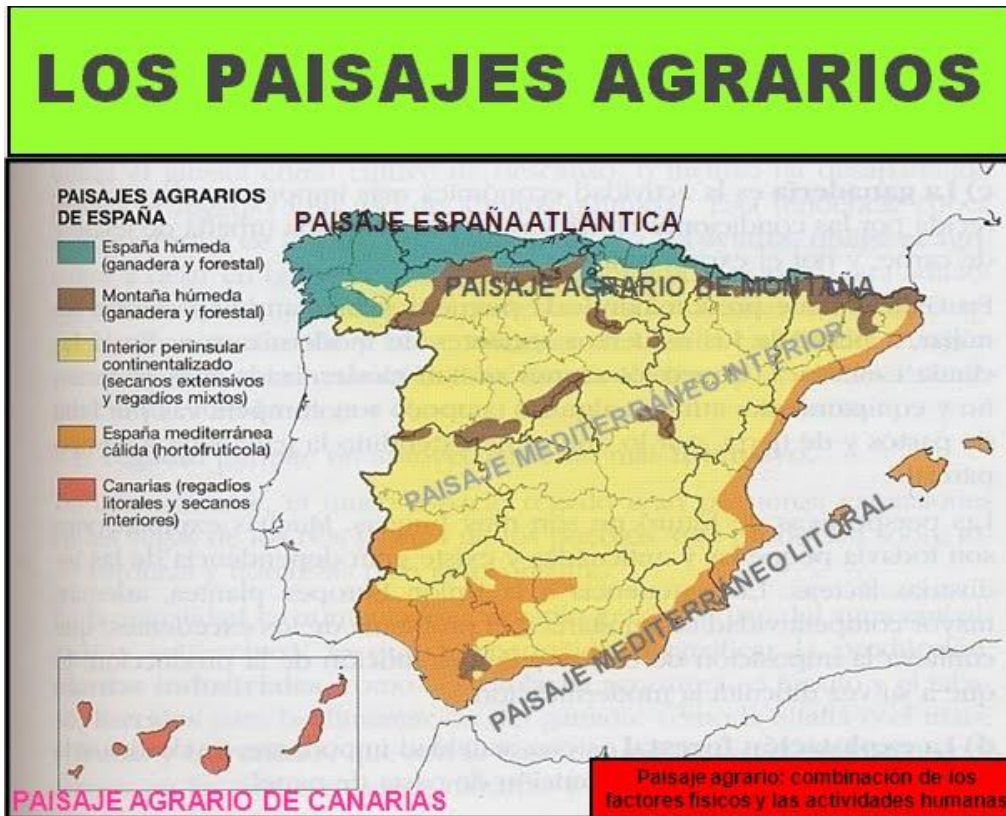 LOS PAISAJES AGRARIOS
PAISAJES AGRARIOS
DE ESPAÑA
España húmeda
(ganadera y forestal)
Montaña húmeda
(ganadera y forestal)
Interior peninsular
continentalizado
(secanos extensivos
y regadíos mixtos)
España mediterránea
cálida (hortofrutícola)
Canarias (regadíos
litorales y secanos
interiores)
PAISAJE ESPAÑA ATLÁNTICA
PAISAJE AGRARIO DE MONTAÑA
PAISAJE MEDITERRÁNEO INTERIOR
PAISAJE MEDITERRÁNEO LITORAL
PAISAJE AGRARIO DE CANARIAS
Paisaje agrario: combinación de los
factores físicos y las actividades humanas